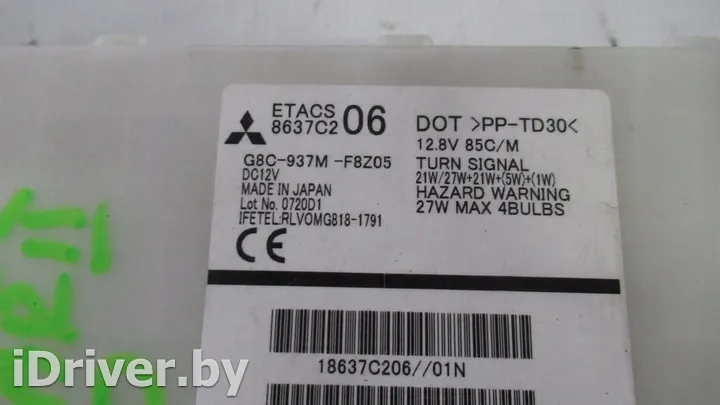 ETACS
8637C2 06
G8C-937M -F8Z05
DC12V
MADE IN JAPAN
Lot No. 0720D1
IFETEL:RLVOMG818-1791
CE
DOT >PP-TD30<
12.8V 85C/M
TURN SIGNAL
21W/27W+21W+(5W)+(1W)
HAZARD WARNING
27W MAX 4BULBS
18637C206//01N
iDriver.by